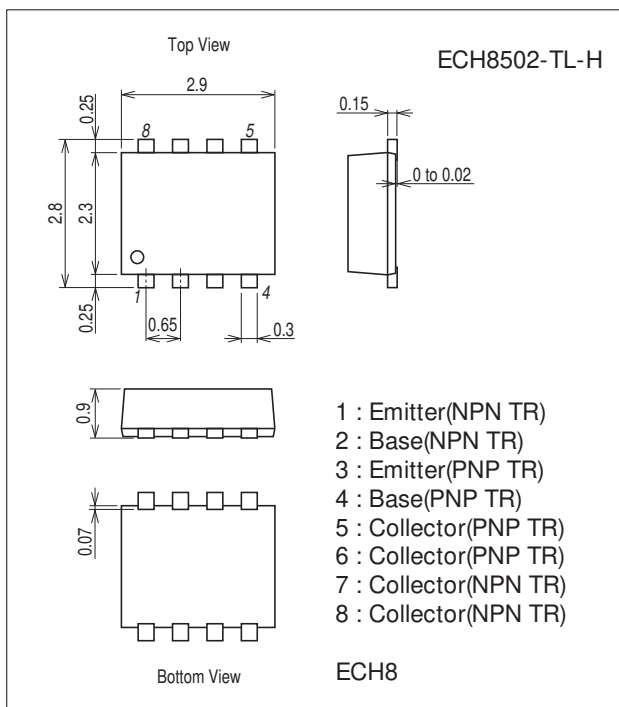 Top View
ECH8502-TL-H
2.9
0.15
0.25
8
5
0 to 0.02
2.8
2.3
1
4
0.25
0.65
0.3
0.9
1 : Emitter(NPN TR)
2 : Base(NPN TR)
3 : Emitter(PNP TR)
4 : Base(PNP TR)
5 : Collector(PNP TR)
6 : Collector(PNP TR)
7 : Collector(NPN TR)
8 : Collector(NPN TR)
0.07
Bottom View
ECH8